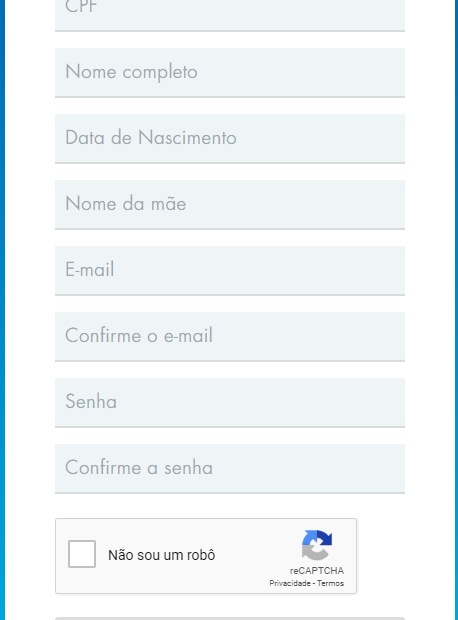 CPF
Nome completo
Data de Nascimento
Nome da mãe
E-mail
Confirme o e-mail
Senha
Confirme a senha
Não sou um robô
reCAPTCHA
Privacidade - Termos